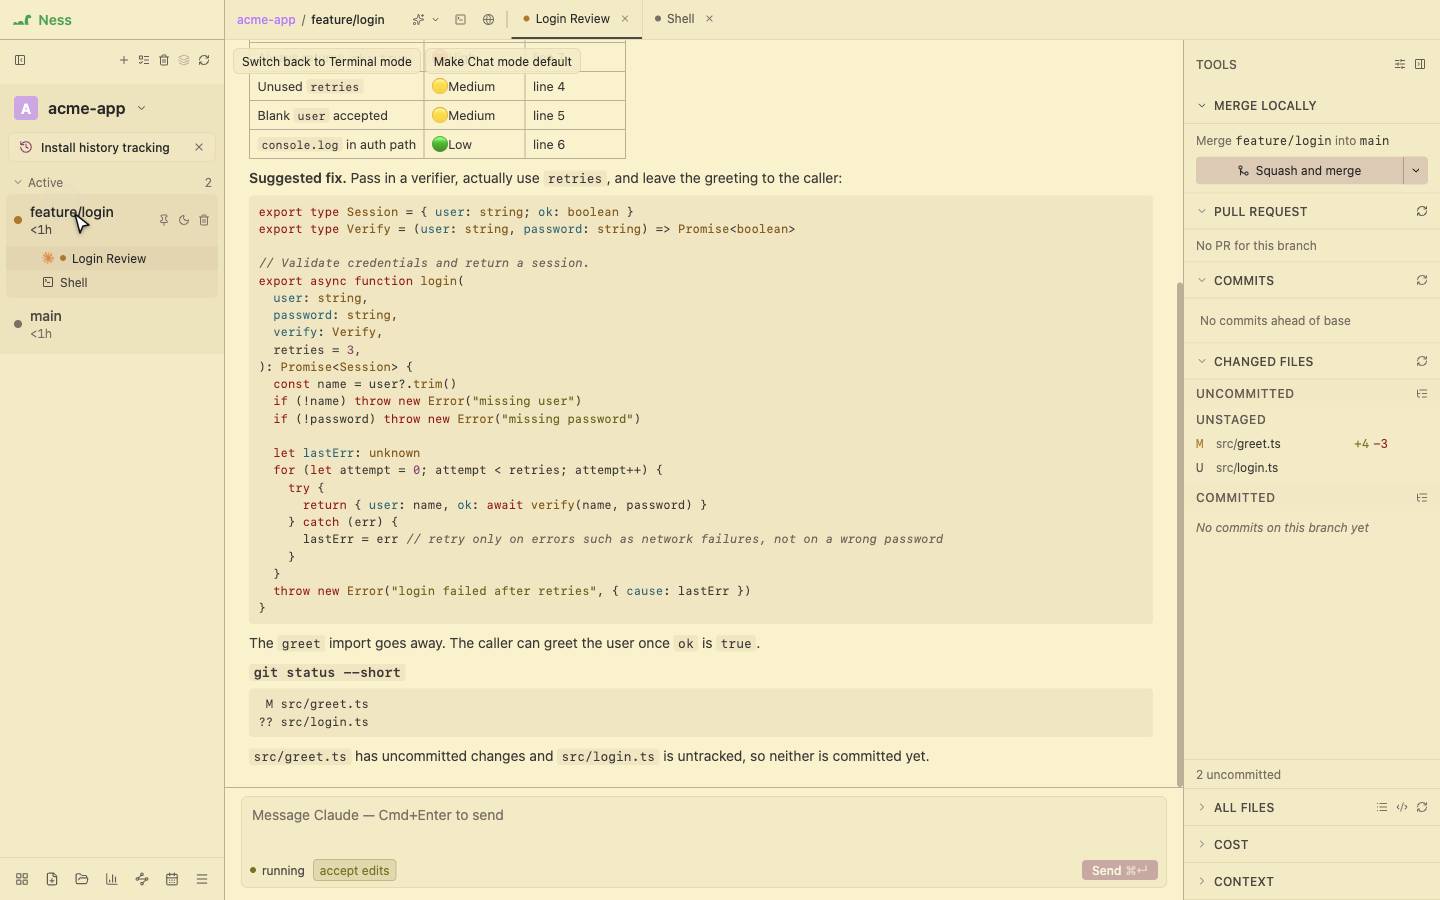 Ness
acme-app / feature/login
Login Review
Shell
A acme-app
Install history tracking
Active 2
feature/login
<1h
Login Review
Shell
main
<1h
Switch back to Terminal mode
Make Chat mode default
Unused retries Medium line 4
Blank user accepted Medium line 5
console.log in auth path Low line 6
Suggested fix. Pass in a verifier, actually use retries, and leave the greeting to the caller:
export type Session = { user: string; ok: boolean }
export type Verify = (user: string, password: string) => Promise<boolean>
// Validate credentials and return a session.
export async function login(
user: string,
password: string,
verify: Verify,
retries = 3,
): Promise<Session> {
const name = user?.trim()
if (!name) throw new Error("missing user")
if (!password) throw new Error("missing password")
let lastErr: unknown
for (let attempt = 0; attempt < retries; attempt++) {
try {
return { user: name, ok: await verify(name, password) }
} catch (err) {
lastErr = err // retry only on errors such as network failures, not on a wrong password
}
}
throw new Error("login failed after retries", { cause: lastErr })
}
The greet import goes away. The caller can greet the user once ok is true.
git status --short
M src/greet.ts
?? src/login.ts
src/greet.ts has uncommitted changes and src/login.ts is untracked, so neither is committed yet.
Message Claude — Cmd+Enter to send
running
accept edits
Send ⌘↵
TOOLS
MERGE LOCALLY
Merge feature/login into main
Squash and merge
PULL REQUEST
No PR for this branch
COMMITS
No commits ahead of base
CHANGED FILES
UNCOMMITTED
UNSTAGED
M src/greet.ts +4 −3
U src/login.ts
COMMITTED
No commits on this branch yet
2 uncommitted
ALL FILES
COST
CONTEXT